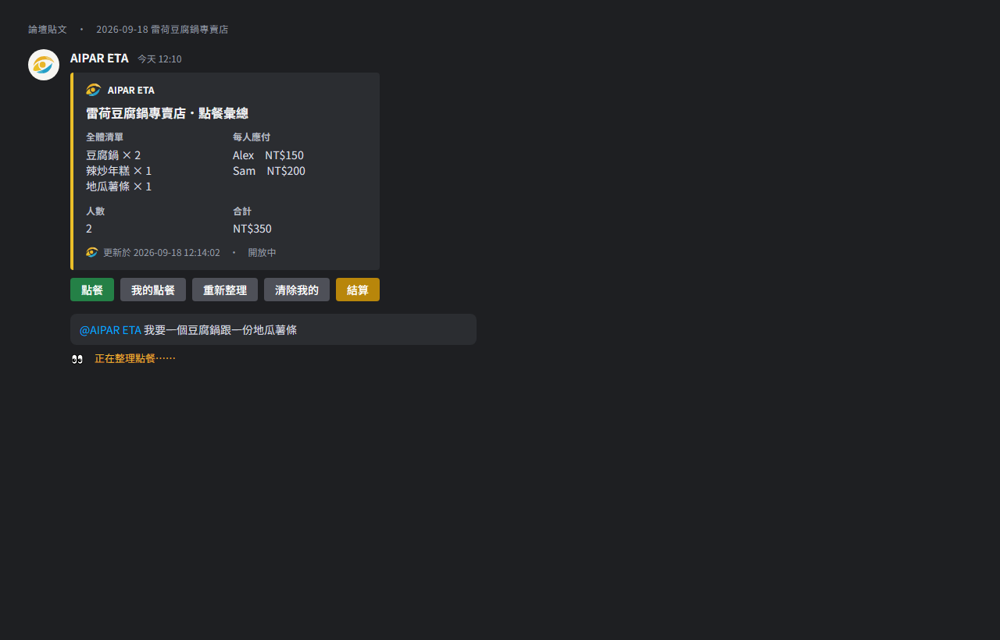 論壇貼文 • 2026-09-18 雷荷豆腐鍋專賣店
AIPAR ETA 今天 12:10
AIPAR ETA
雷荷豆腐鍋專賣店・點餐彙總
全體清單
豆腐鍋 × 2
辣炒年糕 × 1
地瓜薯條 × 1
每人應付
Alex NT$150
Sam NT$200
人數
2
合計
NT$350
更新於 2026-09-18 12:14:02 • 開放中
點餐 我的點餐 重新整理 清除我的 結算
@AIPAR ETA 我要一個豆腐鍋跟一份地瓜薯條
👀 正在整理點餐……